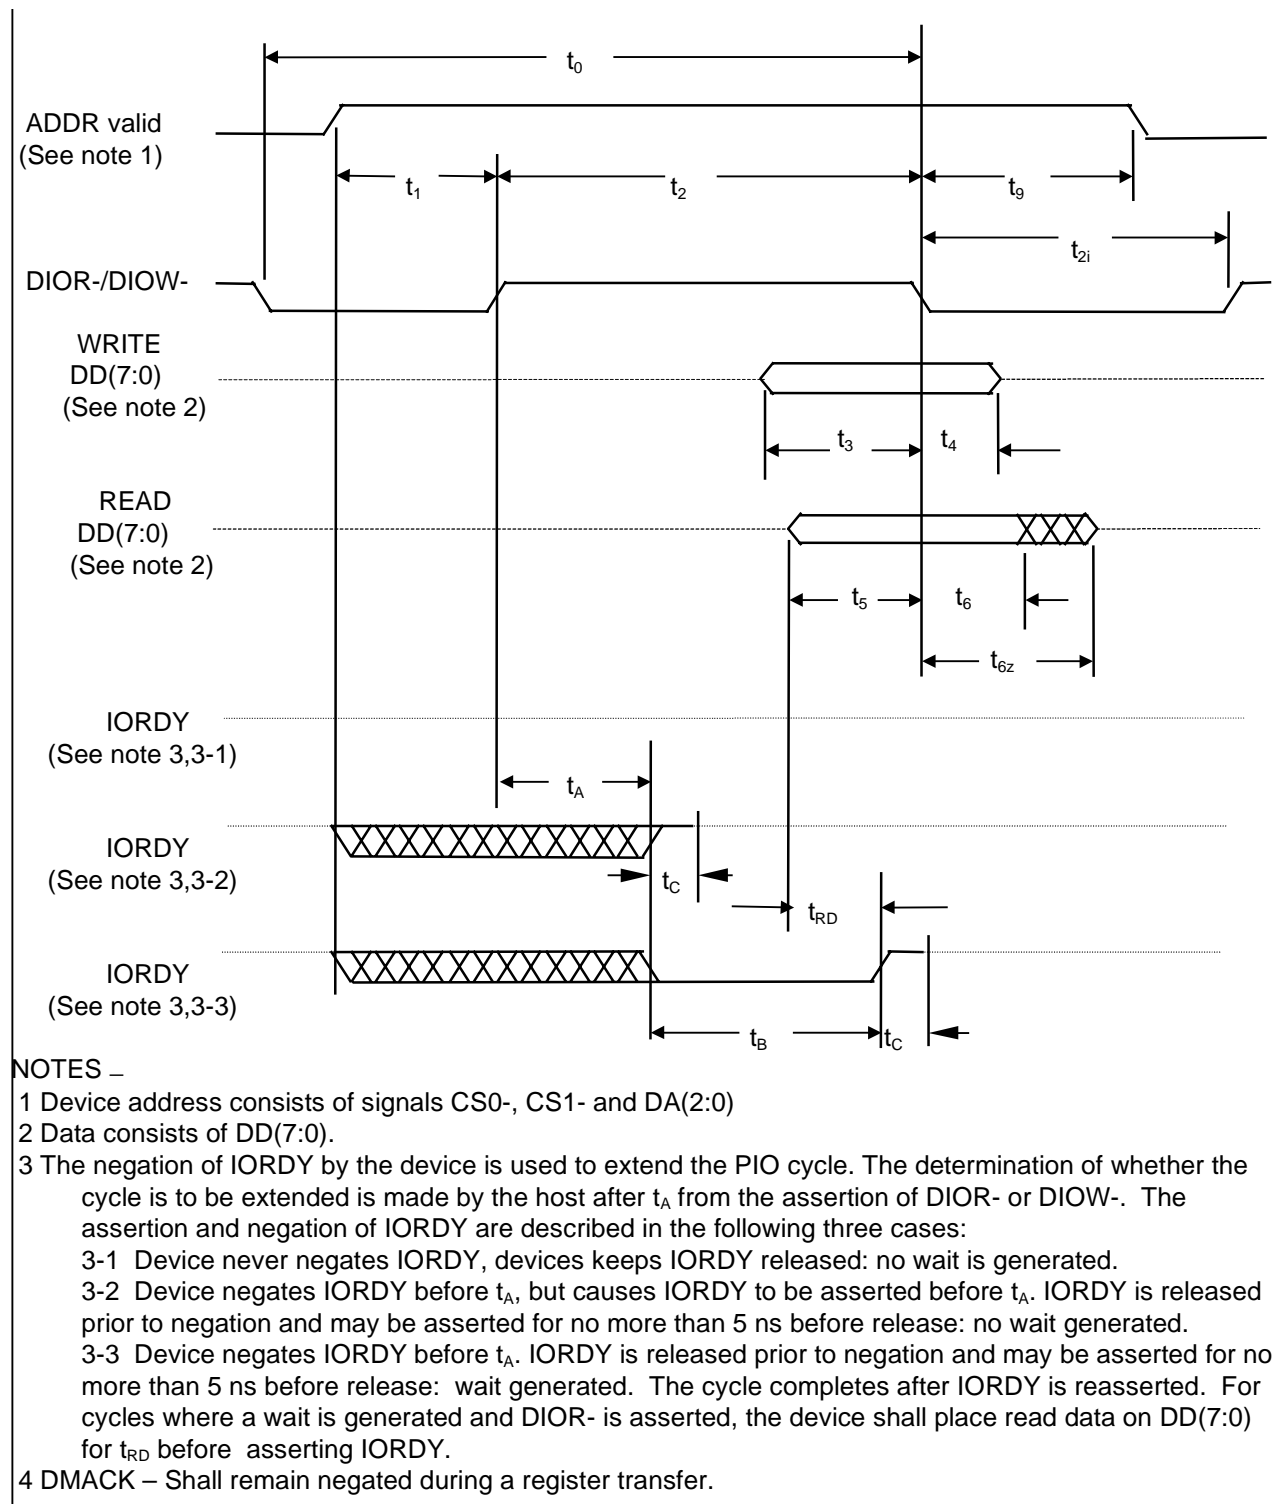 t0
ADDR valid
(See note 1)
t1 t2 t9
t2i
DIOR-/DIOW-
WRITE
DD(7:0)
(See note 2)
t3 t4
READ
DD(7:0)
(See note 2)
t5 t6
t6z
IORDY
(See note 3,3-1)
tA
IORDY
(See note 3,3-2)
tC
tRD
IORDY
(See note 3,3-3)
tB tC
NOTES –
1 Device address consists of signals CS0-, CS1- and DA(2:0)
2 Data consists of DD(7:0).
3 The negation of IORDY by the device is used to extend the PIO cycle. The determination of whether the
cycle is to be extended is made by the host after tA from the assertion of DIOR- or DIOW-. The
assertion and negation of IORDY are described in the following three cases:
3-1 Device never negates IORDY, devices keeps IORDY released: no wait is generated.
3-2 Device negates IORDY before tA, but causes IORDY to be asserted before tA. IORDY is released
prior to negation and may be asserted for no more than 5 ns before release: no wait generated.
3-3 Device negates IORDY before tA. IORDY is released prior to negation and may be asserted for no
more than 5 ns before release: wait generated. The cycle completes after IORDY is reasserted. For
cycles where a wait is generated and DIOR- is asserted, the device shall place read data on DD(7:0)
for tRD before asserting IORDY.
4 DMACK – Shall remain negated during a register transfer.